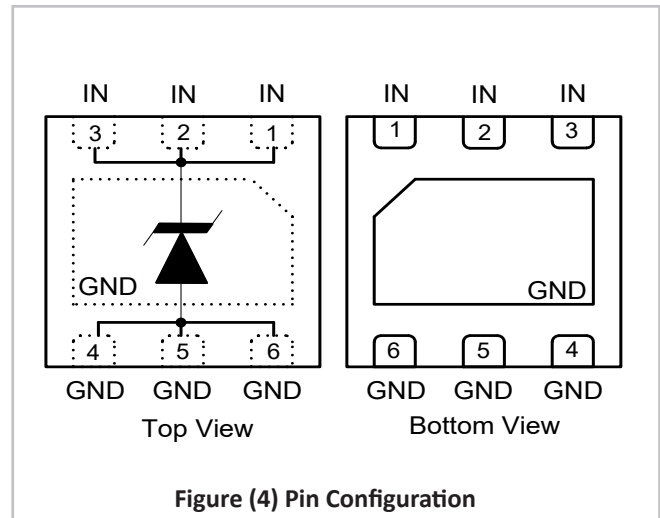 IN IN IN IN IN IN
3 2 1 1 2 3
GND GND
4 5 6 6 5 4
GND GND GND GND GND GND
Top View Bottom View
Figure (4) Pin Configuration